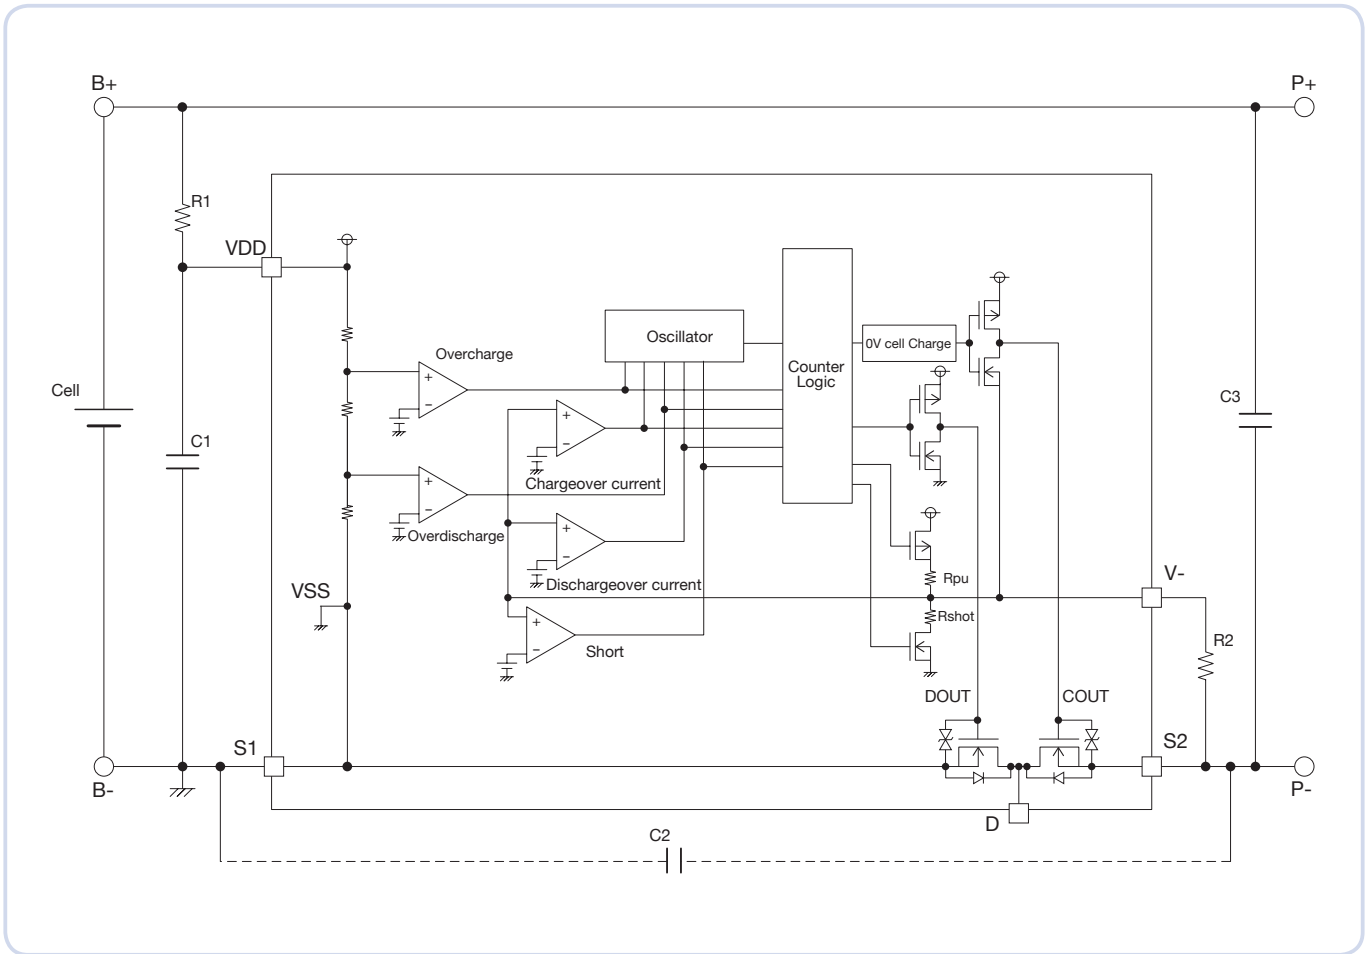 B+
P+
R1
VDD
Oscillator
Overcharge
0V cell Charge
Counter
Logic
Cell
C3
C1
Chargeover current
Overdischarge
V-
Rpu
Dischargeover current
VSS
Rshot
R2
Short
DOUT
COUT
S1
S2
B-
P-
D
C2